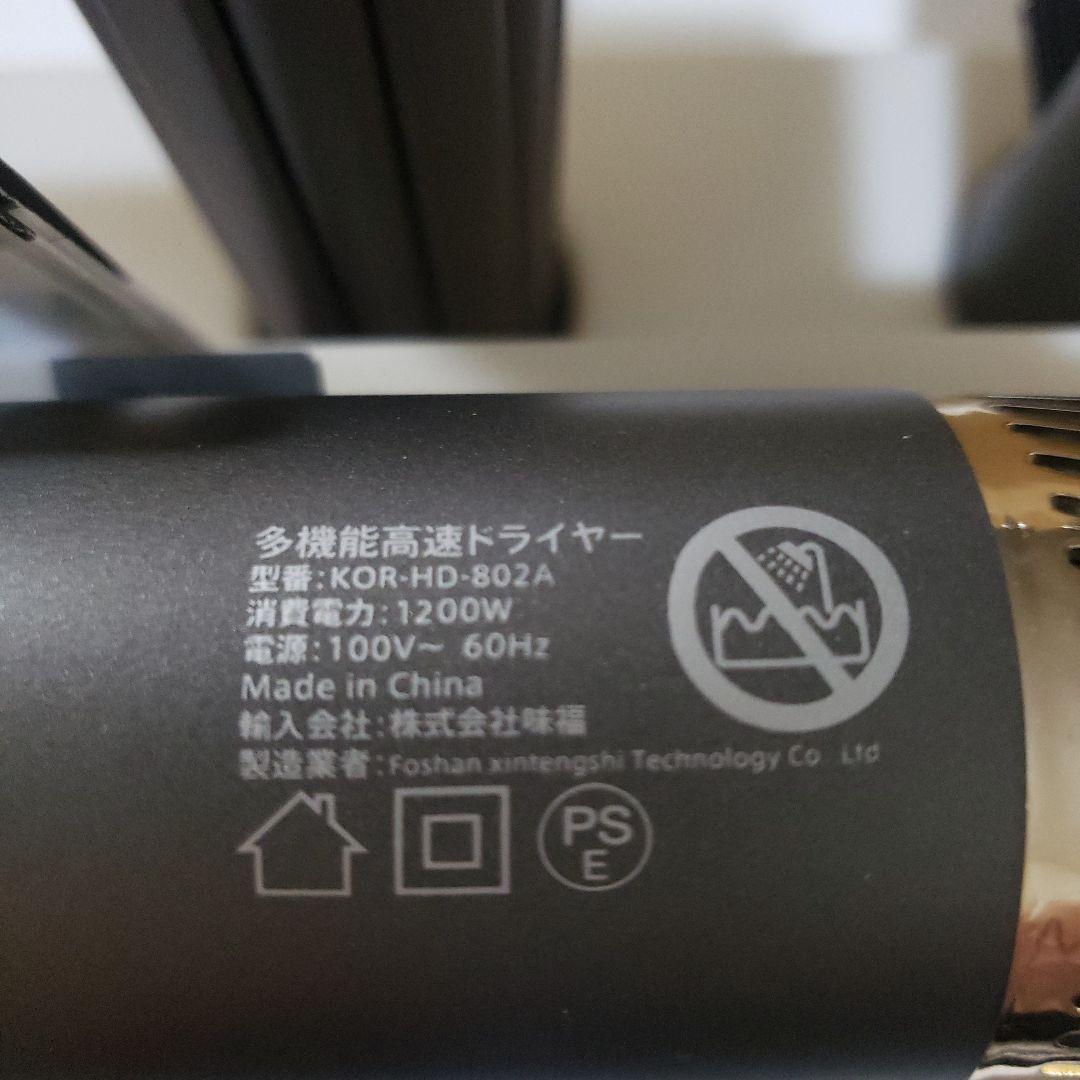 多機能高速ドライヤー
型番:KOR-HD-802A
消費電力:1200W
電源:100V~ 60Hz
Made in China
輸入会社:株式会社味福
製造業者:Foshan xintengshi Technology Co Ltd
PS
E